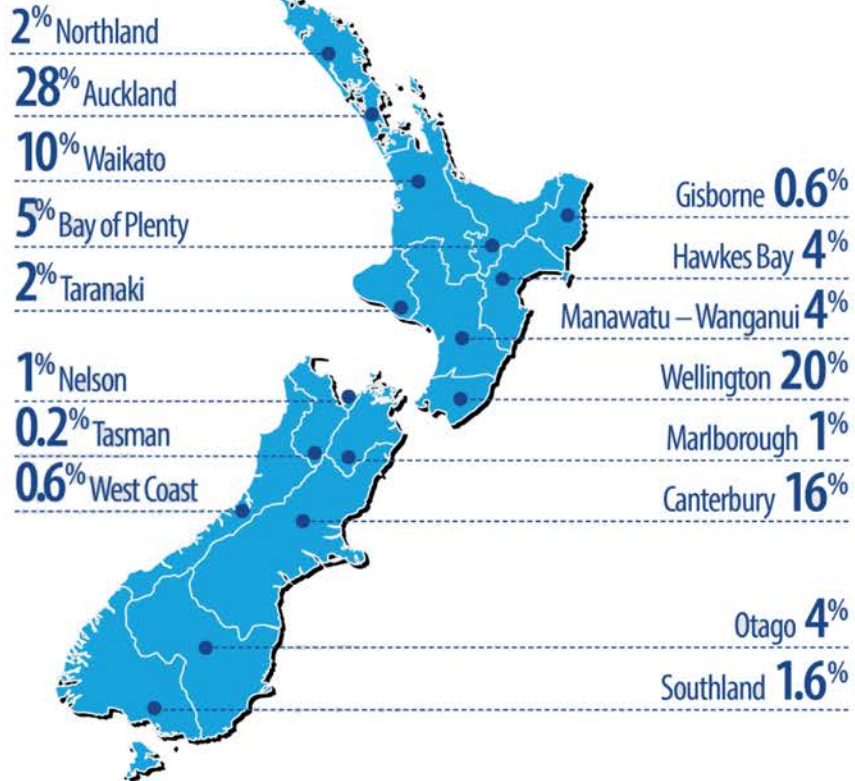 2% Northland
28% Auckland
10% Waikato
5% Bay of Plenty
2% Taranaki
1% Nelson
0.2% Tasman
0.6% West Coast
Gisborne 0.6%
Hawkes Bay 4%
Manawatu – Wanganui 4%
Wellington 20%
Marlborough 1%
Canterbury 16%
Otago 4%
Southland 1.6%